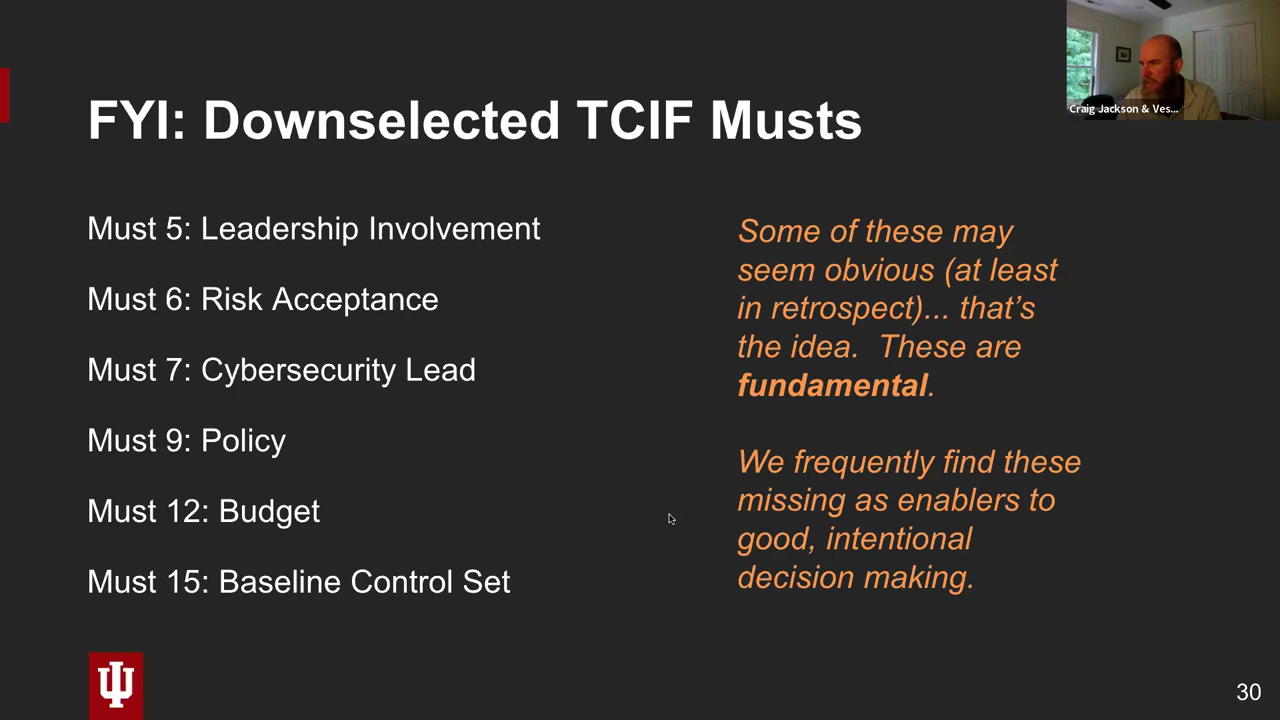 FYI: Downselected TCIF Musts
Craig Jackson & Ves...
Must 5: Leadership Involvement
Must 6: Risk Acceptance
Must 7: Cybersecurity Lead
Must 9: Policy
Must 12: Budget
Must 15: Baseline Control Set
Some of these may
seem obvious (at least
in retrospect)... that’s
the idea.  These are
fundamental.
We frequently find these
missing as enablers to
good, intentional
decision making.
30